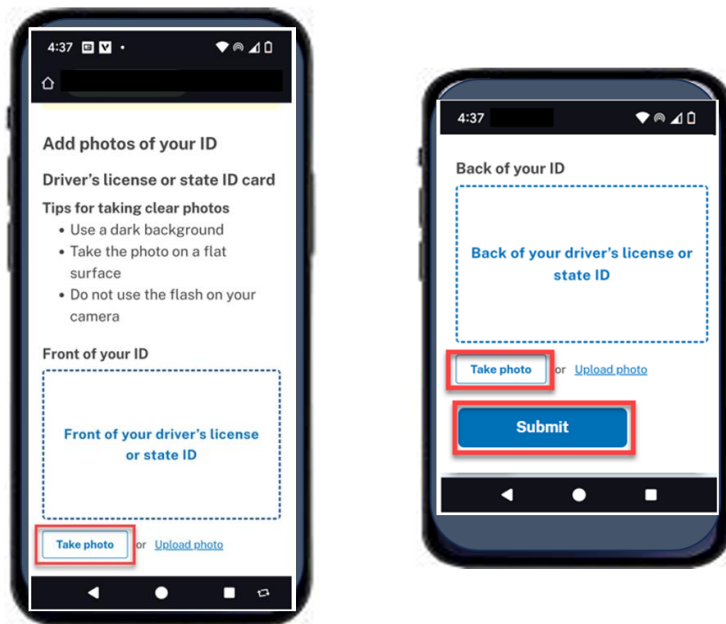 4:37
Add photos of your ID
Driver's license or state ID card
Tips for taking clear photos
• Use a dark background
• Take the photo on a flat
surface
• Do not use the flash on your
camera
Front of your ID
Front of your driver's license
or state ID
Take photo or Upload photo
4:37
Back of your ID
Back of your driver's license or
state ID
Take photo or Upload photo
Submit